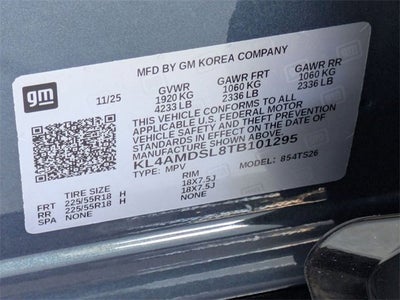 gm
MFD BY GM KOREA COMPANY
11/25 GVWR GAWR FRT GAWR RR
1920 KG 1060 KG 1060 KG
4233 LB 2336 LB 2336 LB
THIS VEHICLE CONFORMS TO ALL
APPLICABLE U.S. FEDERAL MOTOR
VEHICLE SAFETY AND THEFT PREVENTION
STANDARDS IN EFFECT ON THE DATE OF
MANUFACTURE SHOWN ABOVE.
KL4AMDSL8TB101295
TYPE: MPV MODEL: 854TS26
TIRE SIZE RIM
FRT 225/55R18 H 18X7.5J
RR 225/55R18 H 18X7.5J
SPA NONE NONE